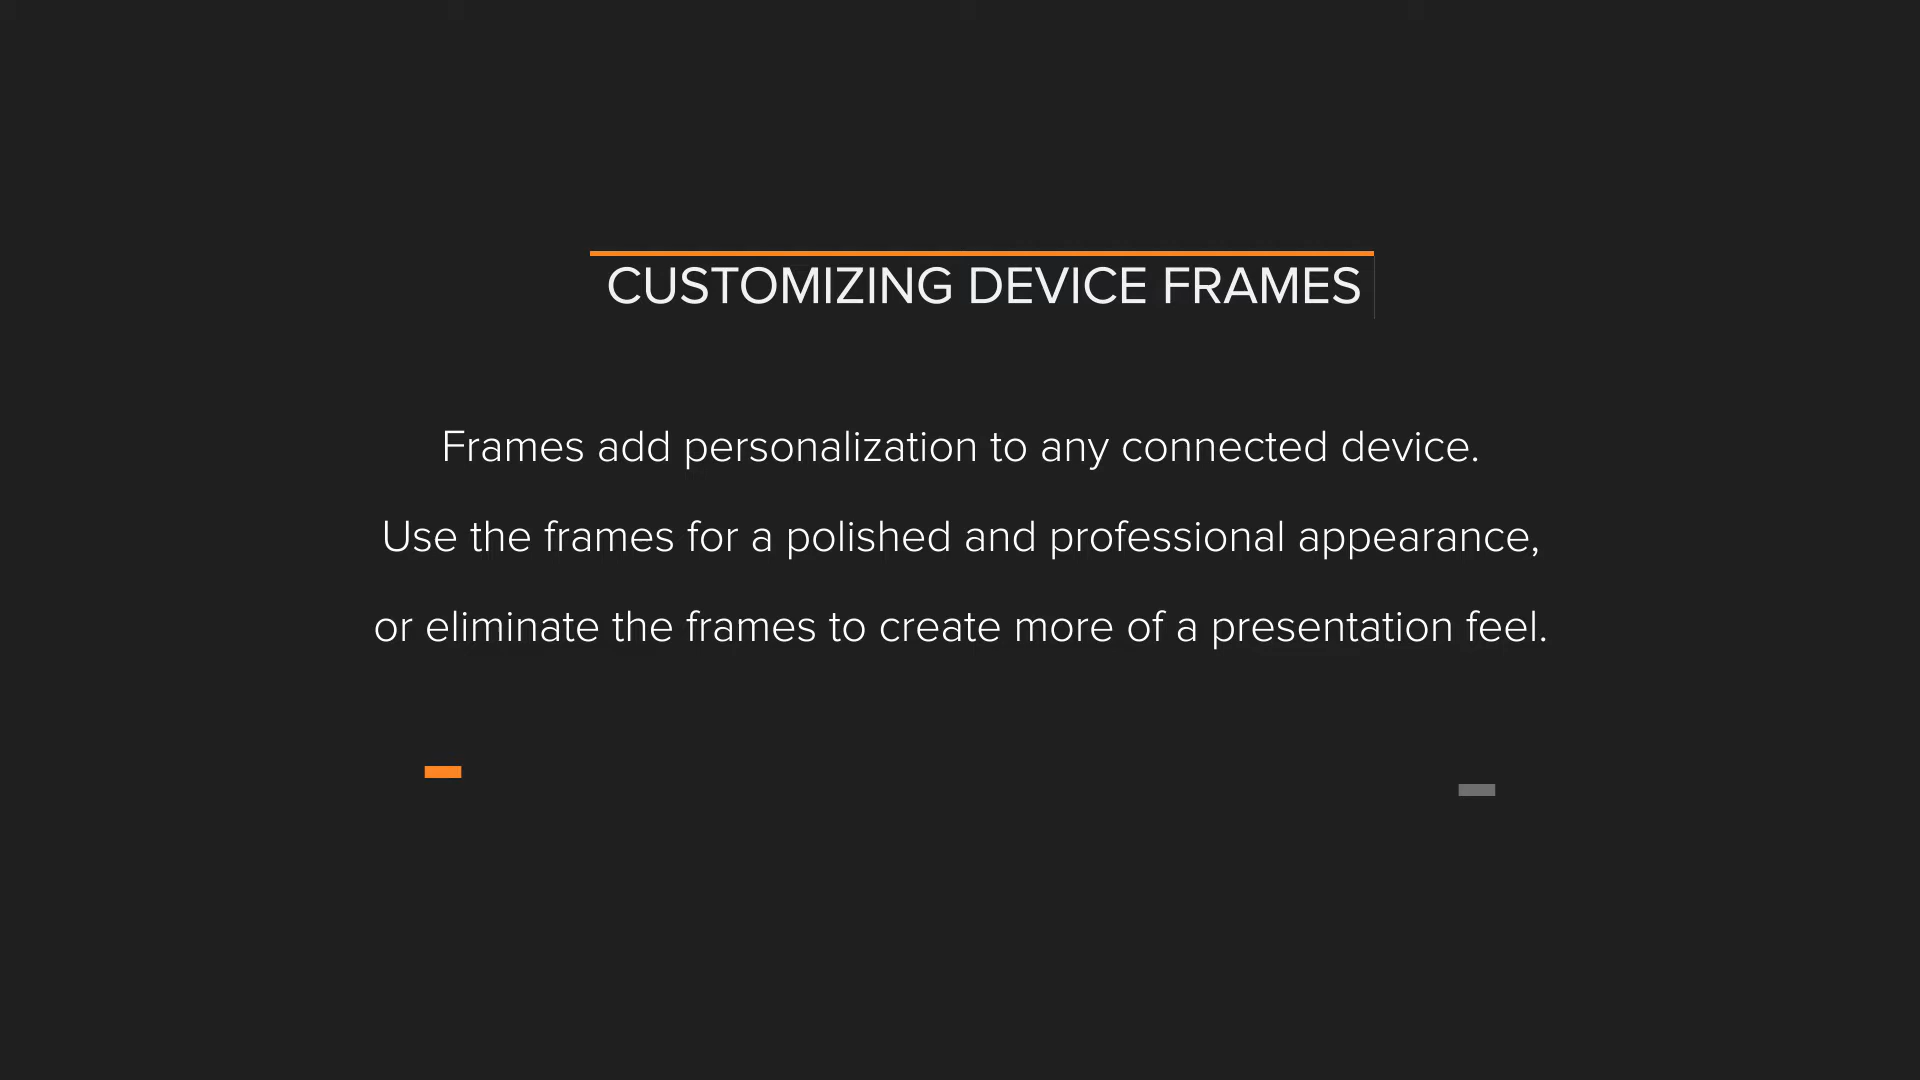 CUSTOMIZING DEVICE FRAMES
Frames add personalization to any connected device.
Use the frames for a polished and professional appearance,
or eliminate the frames to create more of a presentation feel.